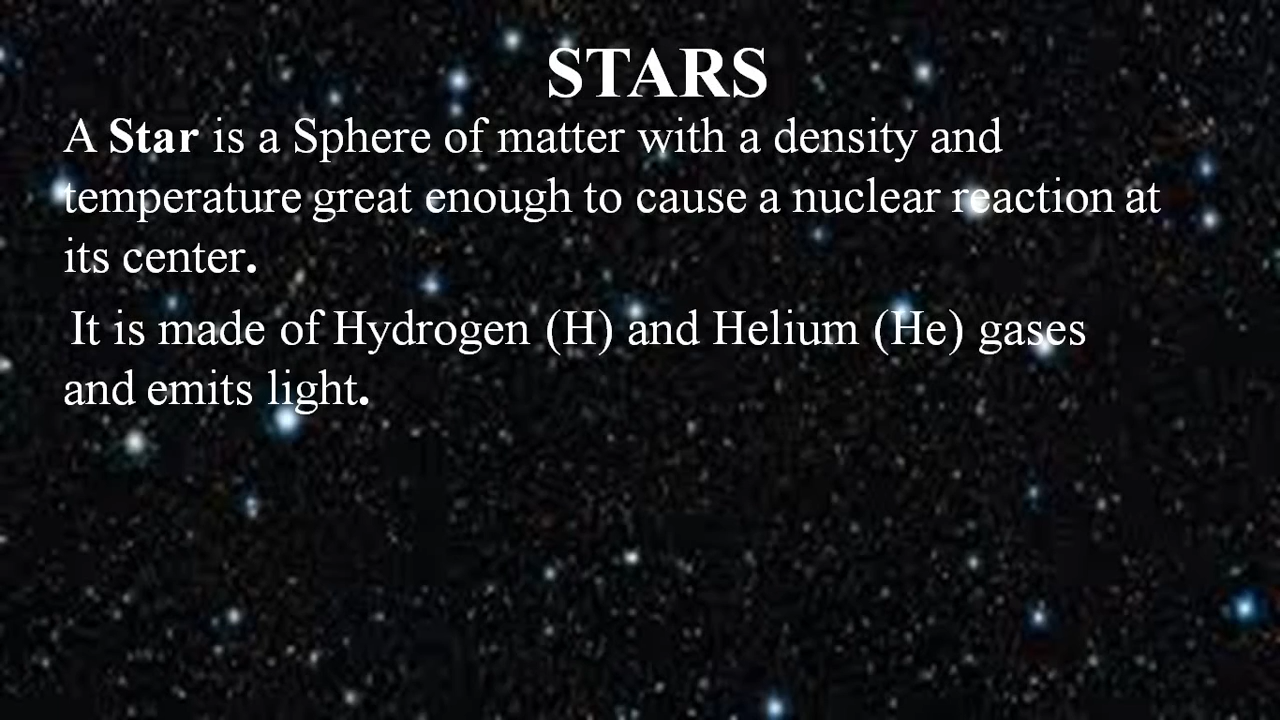 STARS
A Star is a Sphere of matter with a density and
temperature great enough to cause a nuclear reaction at
its center.
It is made of Hydrogen (H) and Helium (He) gases
and emits light.